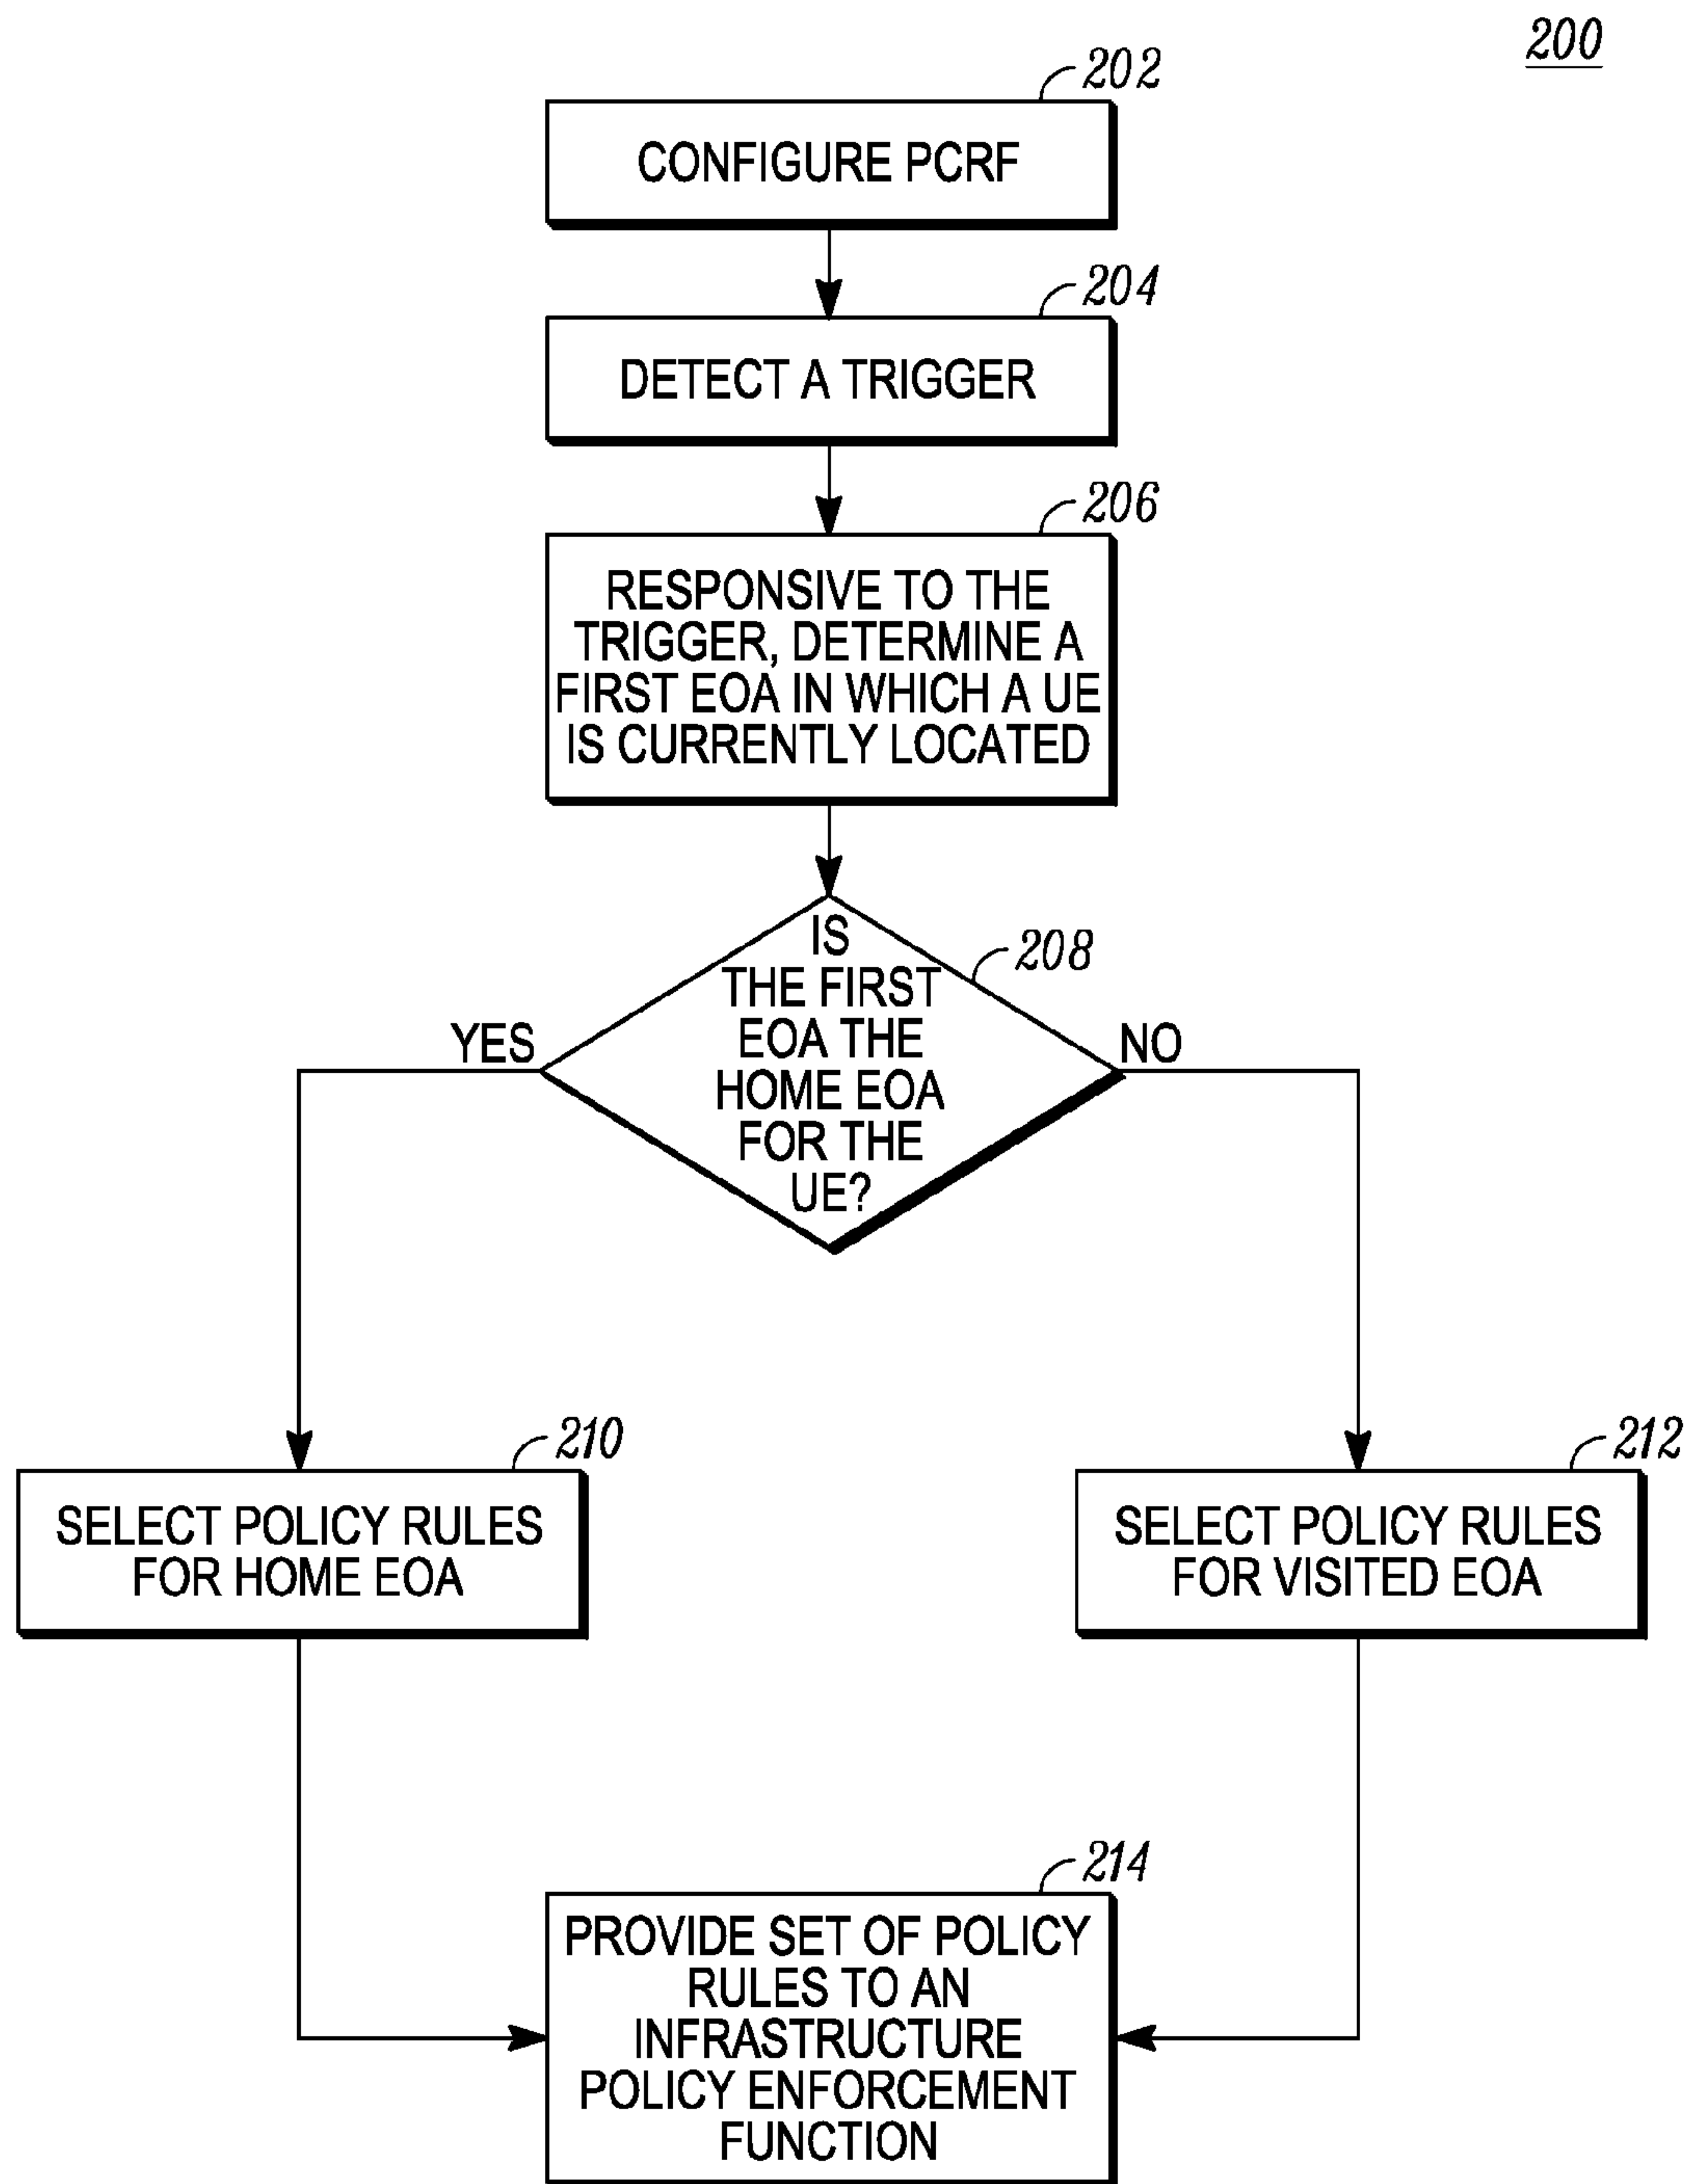 200
202
CONFIGURE PCRF
204
DETECT A TRIGGER
206
RESPONSIVE TO THE
TRIGGER, DETERMINE A
FIRST EOA IN WHICH A UE
IS CURRENTLY LOCATED
208
IS
THE FIRST
EOA THE
HOME EOA
FOR THE
UE?
YES
NO
210
SELECT POLICY RULES
FOR HOME EOA
212
SELECT POLICY RULES
FOR VISITED EOA
214
PROVIDE SET OF POLICY
RULES TO AN
INFRASTRUCTURE
POLICY ENFORCEMENT
FUNCTION